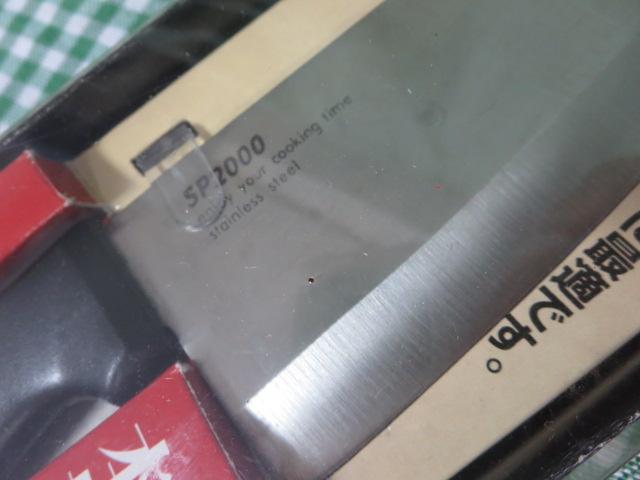 SP2000
enjoy your cooking time
stainless steel
最適です。